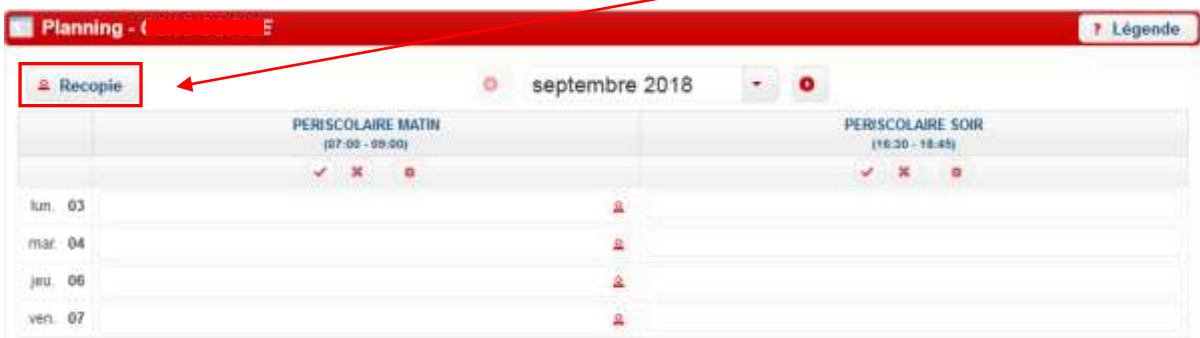 Planning -
? Légende
Recopie
septembre 2018
PERISCOLAIRE MATIN
(07:00 - 09:00)
PERISCOLAIRE SOIR
(16:30 - 18:45)
lun. 03
mar. 04
jeu. 06
ven. 07